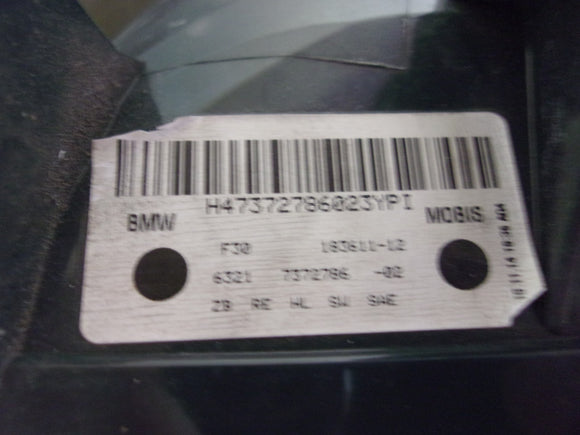 H47372786023YPI
BMW
MOBIS
F30 183611-12
6321 7372786 -02
ZB RE HL SW SAE